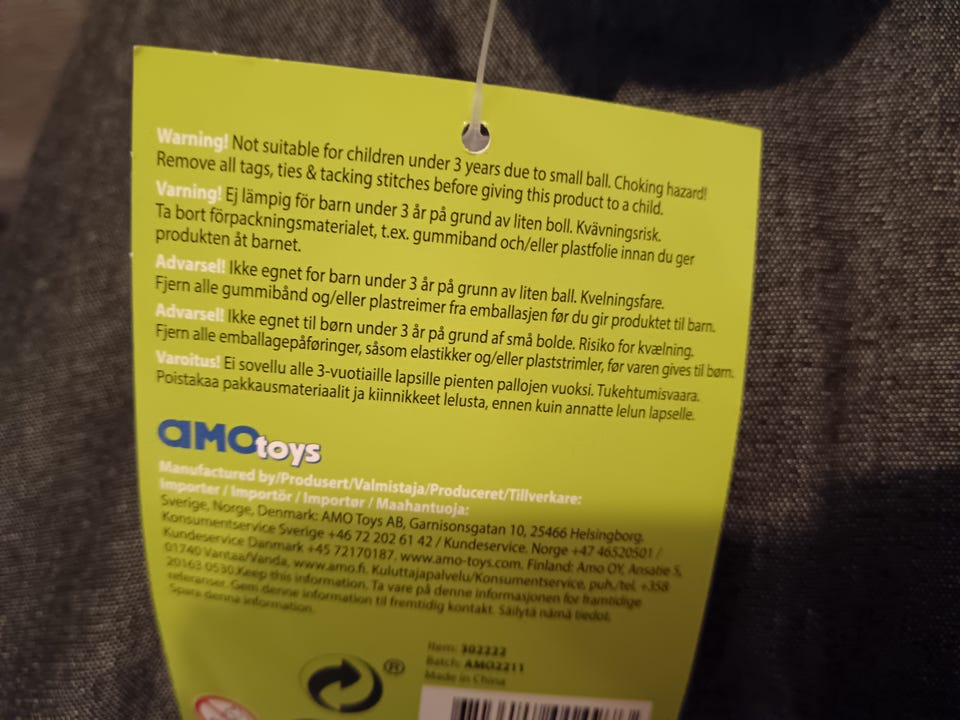 Warning! Not suitable for children under 3 years due to small ball. Choking hazard!
Remove all tags, ties & tacking stitches before giving this product to a child.
Varning! Ej lämpig för barn under 3 år på grund av liten boll. Kvävningsrisk.
Ta bort förpackningsmaterialet, t.ex. gummiband och/eller plastfolie innan du ger
produkten åt barnet.
Advarsel! Ikke egnet for barn under 3 år på grunn av liten ball. Kvelningsfare.
Fjern alle gummibånd og/eller plastreimer fra emballasjen før du gir produktet til barn.
Advarsel! Ikke egnet til børn under 3 år på grund af små bolde. Risiko for kvælning.
Fjern alle emballagepåføringer, såsom elastikker og/eller plaststrimler, før varen gives til børn.
Varoitus! Ei sovellu alle 3-vuotiaille lapsille pienten pallojen vuoksi. Tukehtumisvaara.
Poistakaa pakkausmateriaalit ja kiinnikkeet lelusta, ennen kuin annatte lelun lapselle.
aMO toys
Manufactured by/Produsert/Valmistaja/Produceret/Tillverkare:
Importer / Importör / Importør / Maahantuoja:
Sverige, Norge, Denmark: AMO Toys AB, Garnisonsgatan 10, 25466 Helsingborg.
Konsumentservice Sverige +46 72 202 61 42 / Kundeservice. Norge +47 46520501 /
Kundeservice Danmark +45 72170187. www.amo-toys.com. Finland: Amo OY, Ansatie 5,
01740 Vantaa/Vanda, www.amo.fi. Kuluttajapalvelu/Konsumentservice, puh./tel. +358
20163 0530.Keep this information. Ta vare på denne informasjonen for framtidige
referanser. Gem denne information til fremtidig kontakt. Säilytä nämä tiedot.
Spara denna information.
Item: 302222
Batch: AMO2211
Made in China
®